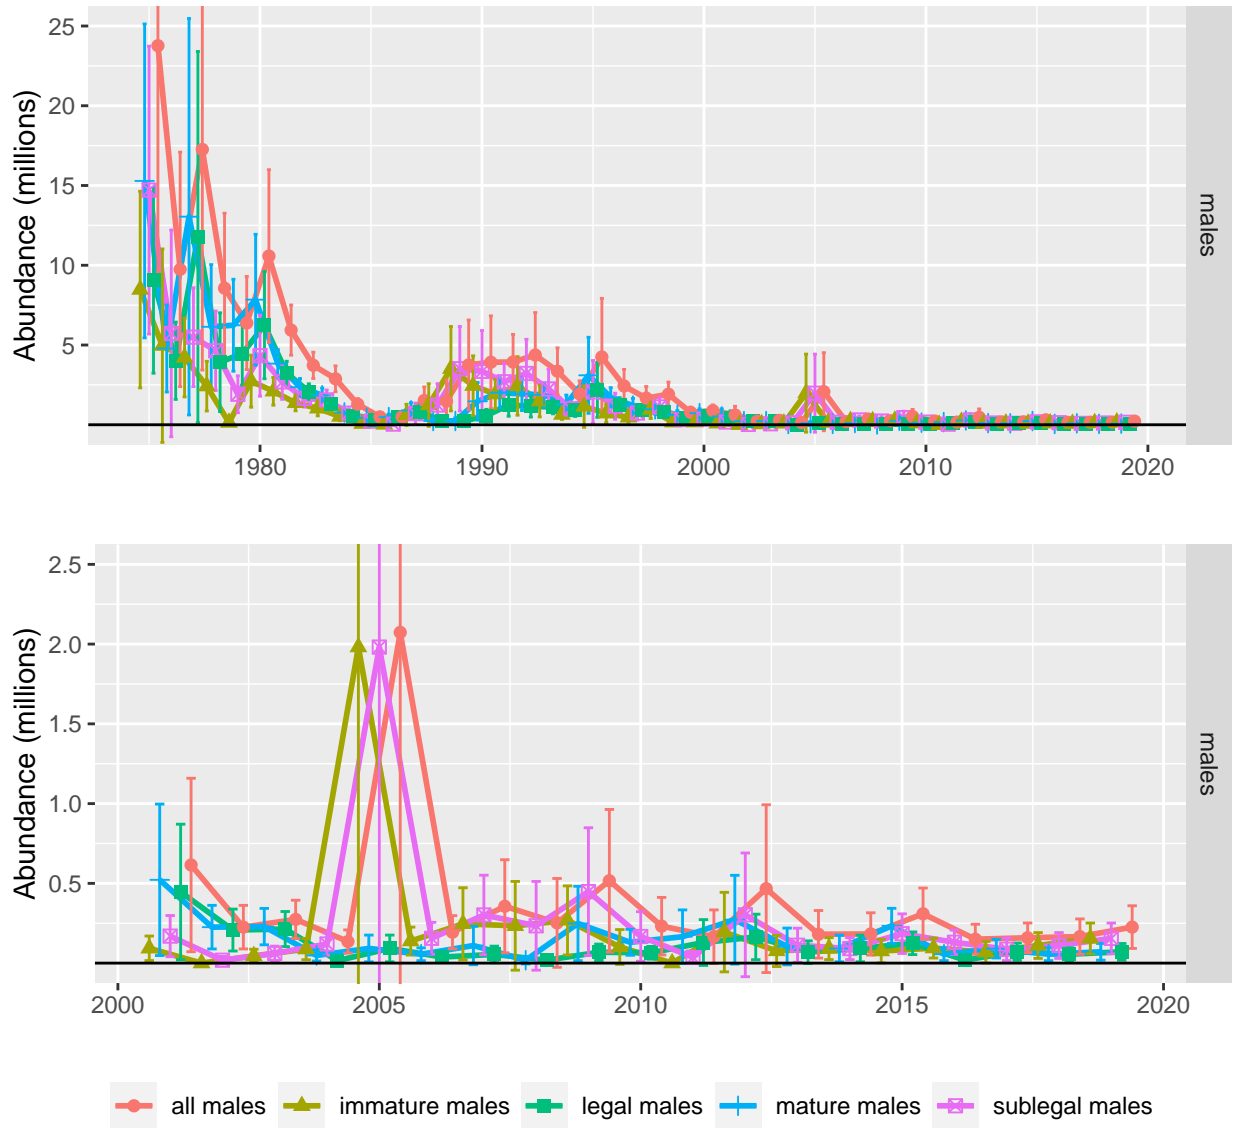 25
20
15
10
5
Abundance (millions)
males
1980 1990 2000 2010 2020
2.5
2.0
1.5
1.0
0.5
Abundance (millions)
males
2000 2005 2010 2015 2020
all males immature males legal males mature males sublegal males